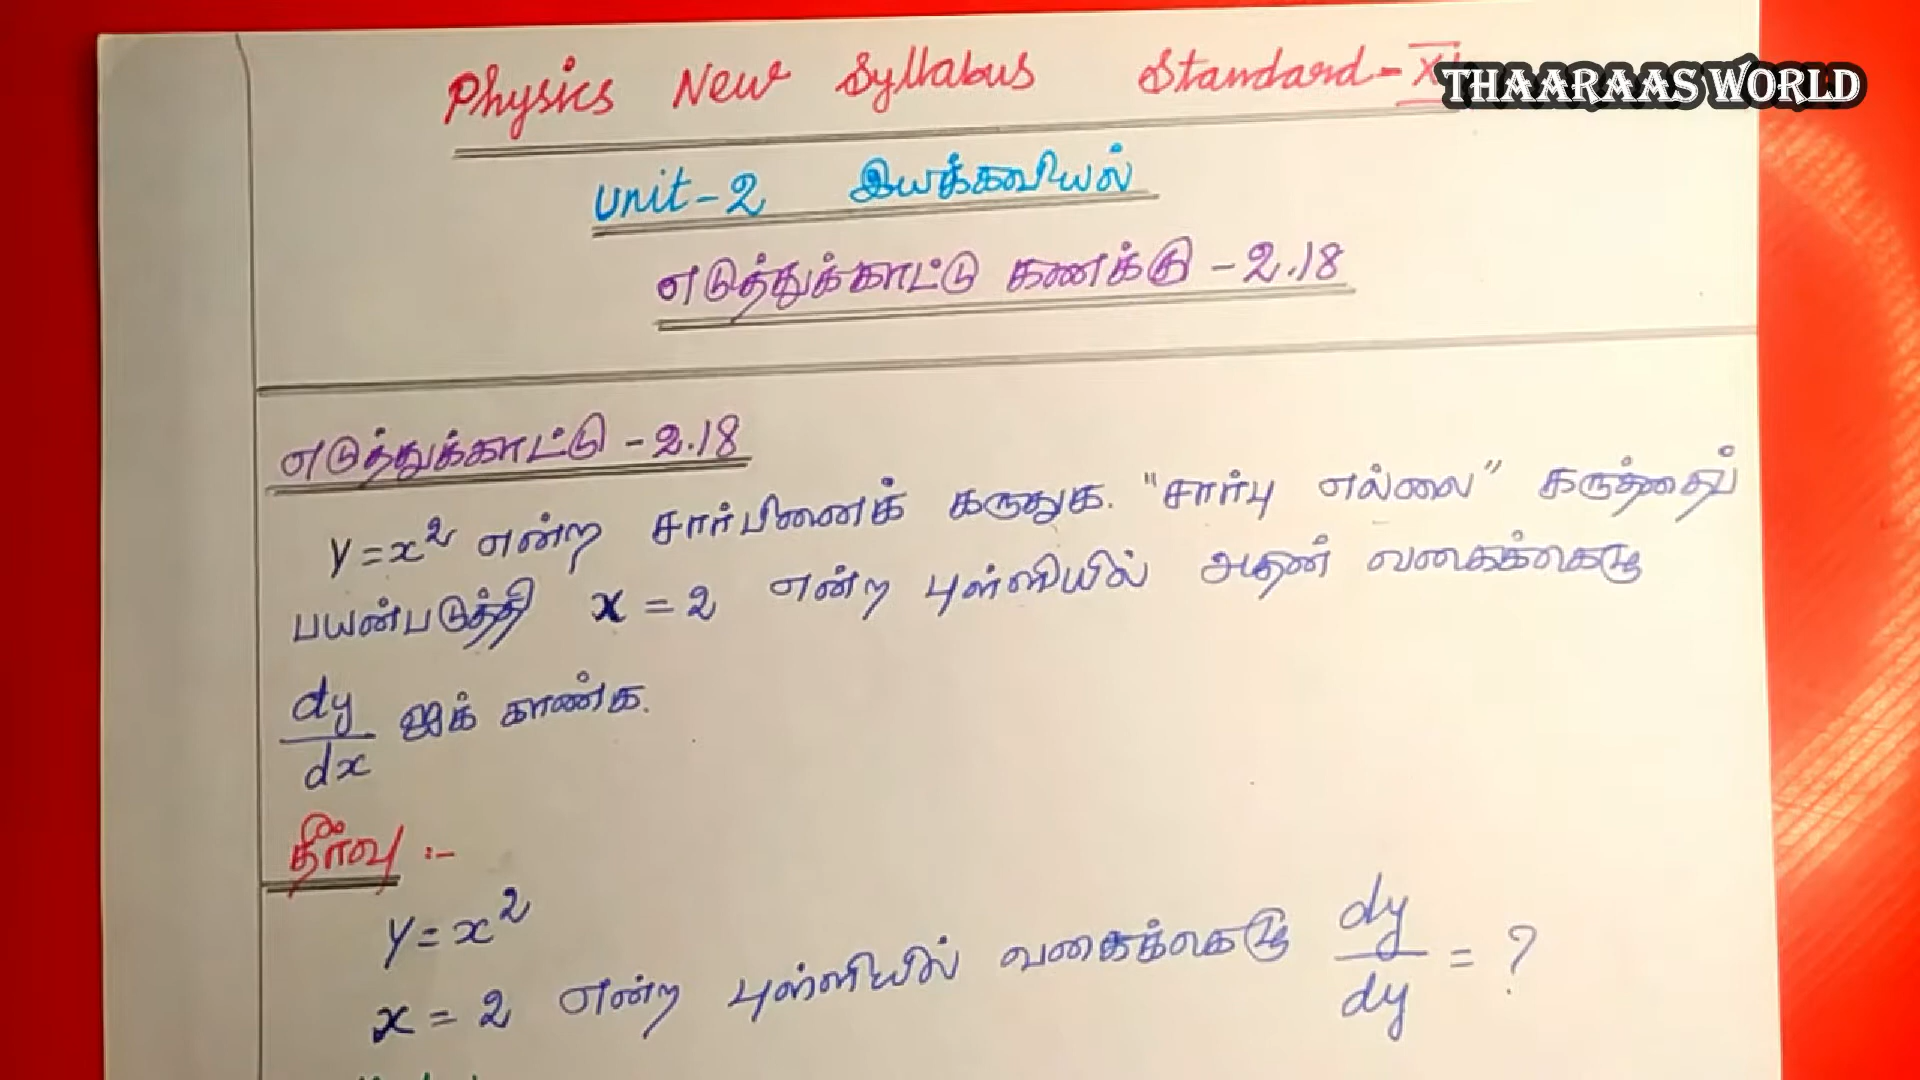 Physics New Syllabus Standard - XI
THAARAAS WORLD
Unit - 2 இயக்கவியல்
எடுத்துக்காட்டு கணக்கு - 2.18
எடுத்துக்காட்டு - 2.18
y = x² என்ற சார்பினைக் கருதுக. "சார்பு எல்லை" கருத்தைப்
பயன்படுத்தி x = 2 என்ற புள்ளியில் அதன் வகைக்கெழு
dy/dx ஐக் காண்க.
தீர்வு :-
y = x²
x = 2 என்ற புள்ளியில் வகைக்கெழு dy/dy = ?